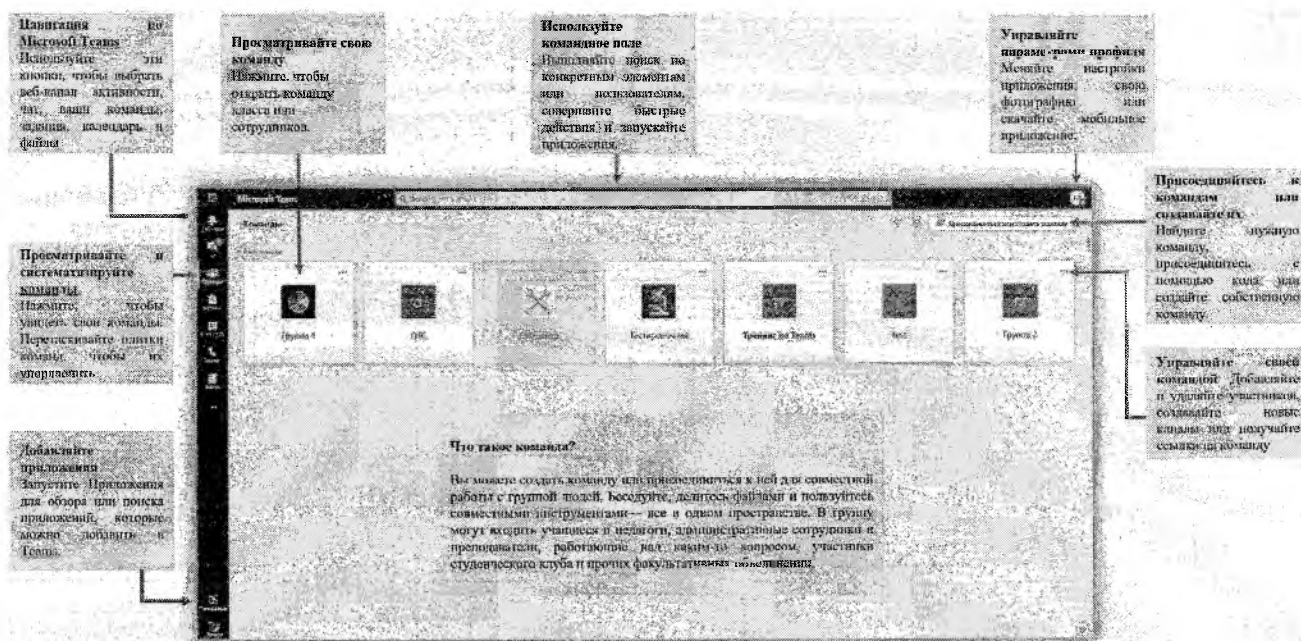 Навигация по
Microsoft Teams
Используйте эти
кнопки, чтобы выбрать
веб-канал активности,
чат, ваши команды,
задания, календарь и
файлы
Просматривайте свою
команду
Нажмите, чтобы
открыть команду
класса или
сотрудников.
Используйте
командное поле
Выполняйте поиск по
конкретным элементам
или пользователям,
совершайте быстрые
действия и запускайте
приложения.
Управляйте
параметрами профиля
Меняйте настройки
приложения, свою
фотографию или
скачайте мобильное
приложение.
Присоединяйтесь к
командам или
создавайте их
Найдите нужную
команду,
присоединитесь с
помощью кода или
создайте собственную
команду.
Просматривайте и
систематизируйте
команды.
Нажмите, чтобы
увидеть свои команды.
Перетаскивайте плитки
команд, чтобы их
упорядочить
Управляйте своей
командой Добавляйте
и удаляйте участников,
создавайте новые
каналы или получайте
ссылки на команду
Добавляйте
приложения
Запустите Приложения
для обзора или поиска
приложений, которые
можно добавить в
Teams.
Microsoft Teams
Команды
Группа 4
Тренинг по Teams
Test
Группа 2
Что такое команда?
Вы можете создать команду или присоединиться к ней для совместной
работы с группой людей. Беседуйте, делитесь файлами и пользуйтесь
совместными инструментами— все в одном пространстве. В группу
могут входить учащиеся и педагоги, административные сотрудники и
преподаватели, работающие над каким-то вопросом, участники
студенческого клуба и прочих факультативных